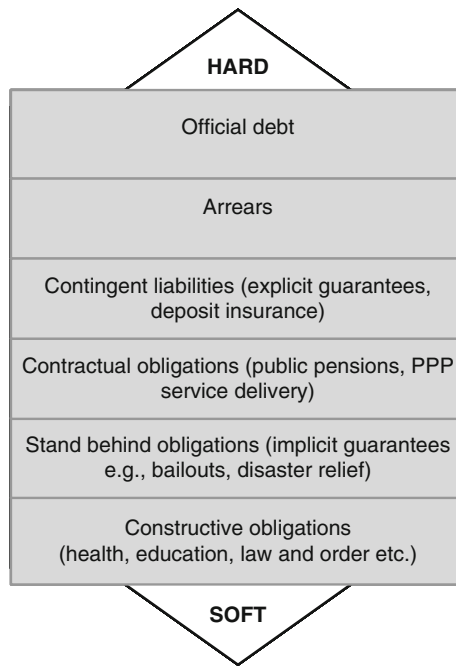 HARD
Official debt
Arrears
Contingent liabilities (explicit guarantees,
deposit insurance)
Contractual obligations (public pensions, PPP
service delivery)
Stand behind obligations (implicit guarantees
e.g., bailouts, disaster relief)
Constructive obligations
(health, education, law and order etc.)
SOFT